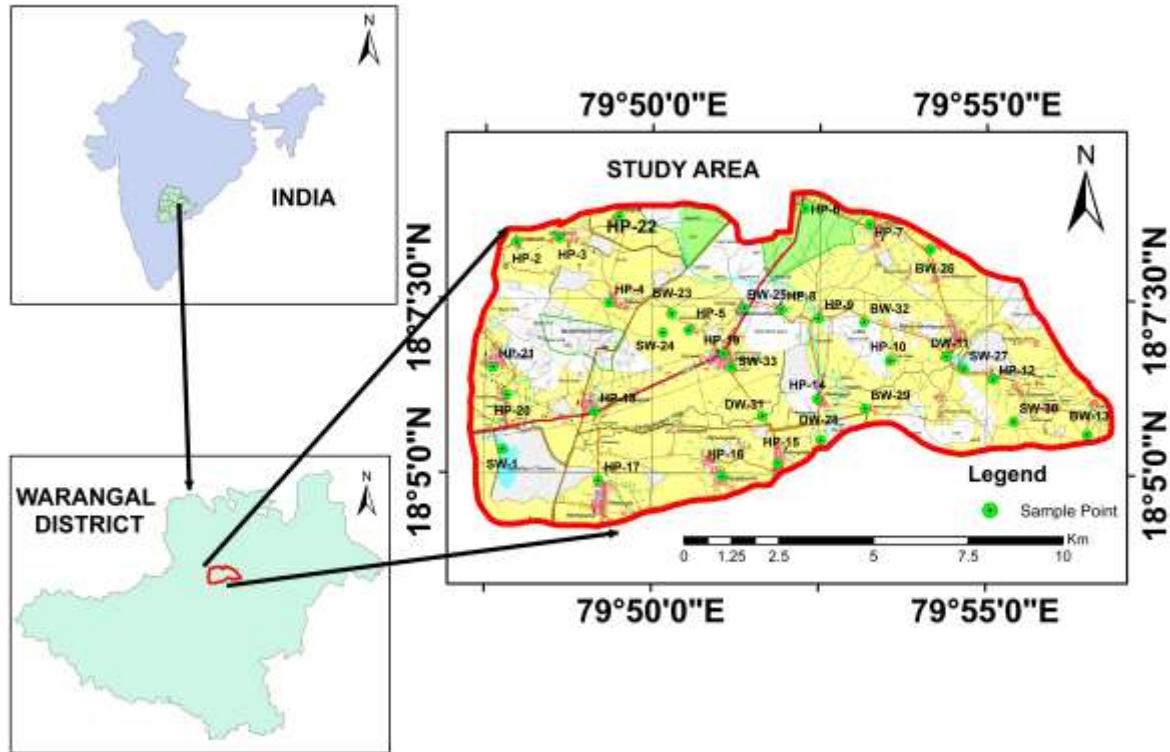 N
INDIA
79°50'0"E
79°55'0"E
STUDY AREA
N
HP-22
HP-6
HP-7
HP-2
HP-3
BW-26
HP-4
BW-23
BW-25
HP-8
HP-9
BW-32
HP-5
SW-24
HP-19
HP-10
DW-11
SW-27
HP-21
SW-33
HP-12
HP-20
HP-18
HP-14
BW-29
DW-31
SW-30
BW-13
DW-28
SW-1
HP-17
HP-16
HP-15
18°7'30"N
18°5'0"N
18°7'30"N
18°5'0"N
Legend
Sample Point
Km
0 1.25 2.5 5 7.5 10
79°50'0"E
79°55'0"E
WARANGAL
DISTRICT
N